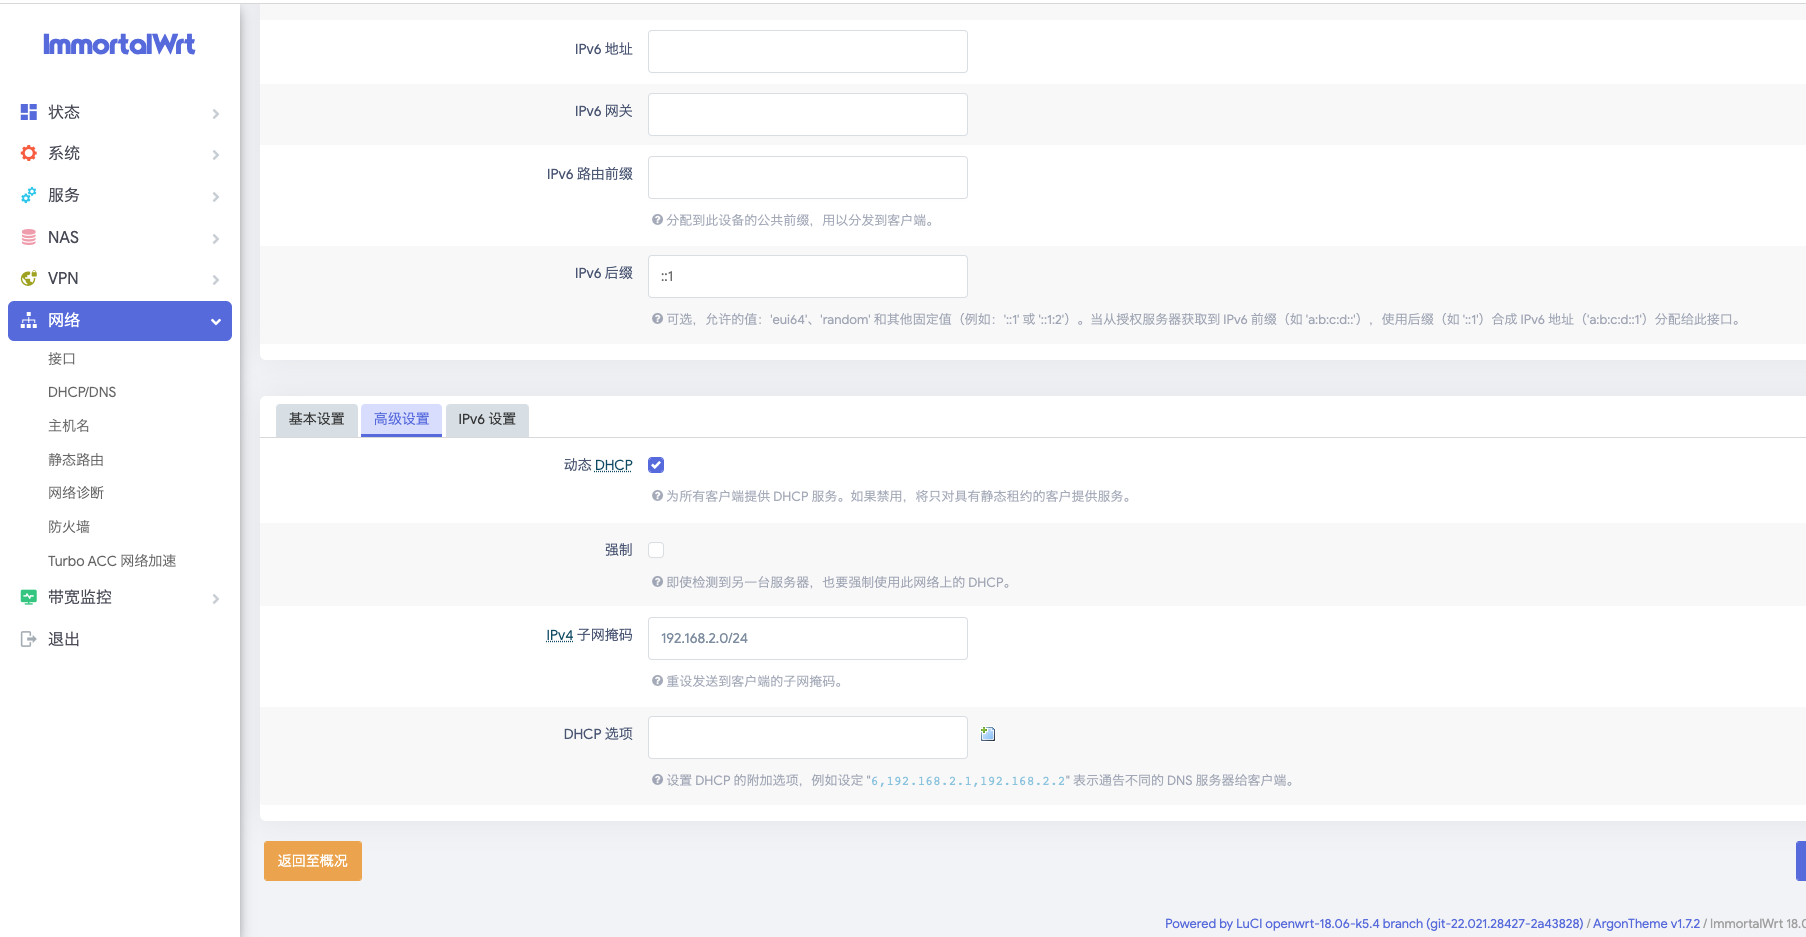 ImmortalWrt
状态
系统
服务
NAS
VPN
网络
接口
DHCP/DNS
主机名
静态路由
网络诊断
防火墙
Turbo ACC 网络加速
带宽监控
退出
IPv6 地址
IPv6 网关
IPv6 路由前缀
分配到此设备的公共前缀，用以分发到客户端。
IPv6 后缀
::1
可选，允许的值：'eui64'、'random' 和其他固定值（例如：'::1' 或 '::1:2'）。当从授权服务器获取到 IPv6 前缀（如 'a:b:c:d::'），使用后缀（如 '::1'）合成 IPv6 地址（'a:b:c:d::1'）分配给此接口。
基本设置 高级设置 IPv6 设置
动态 DHCP
为所有客户端提供 DHCP 服务。如果禁用，将只对具有静态租约的客户提供服务。
强制
即使检测到另一台服务器，也要强制使用此网络上的 DHCP。
IPv4 子网掩码
192.168.2.0/24
重设发送到客户端的子网掩码。
DHCP 选项
设置 DHCP 的附加选项，例如设定 "6,192.168.2.1,192.168.2.2" 表示通告不同的 DNS 服务器给客户端。
返回至概况
Powered by LuCI openwrt-18.06-k5.4 branch (git-22.021.28427-2a43828) / ArgonTheme v1.7.2 / ImmortalWrt 18.0